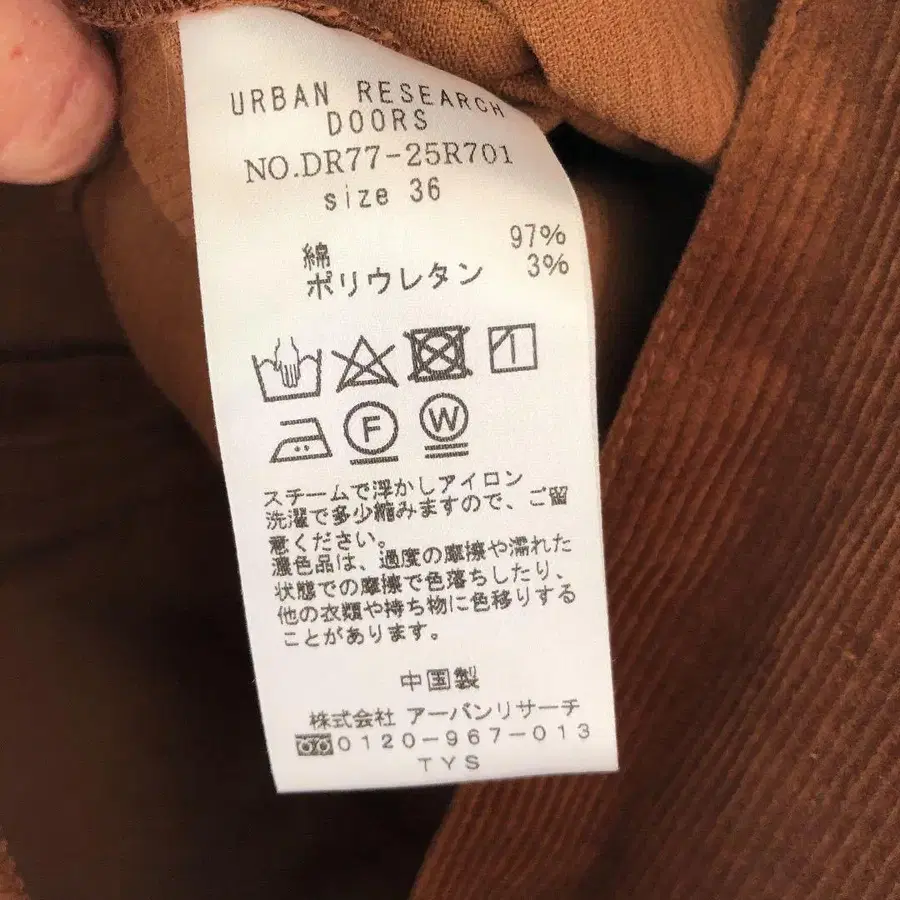 URBAN RESEARCH
DOORS
NO.DR77-25R701
size 36
綿 97%
ポリウレタン 3%
F W
スチームで浮かしアイロン
洗濯で多少縮みますので、ご留
意ください。
濃色品は、過度の摩擦や濡れた
状態での摩擦で色落ちしたり、
他の衣類や持ち物に色移りする
ことがあります。
中国製
株式会社 アーバンリサーチ
0120-967-013
TYS